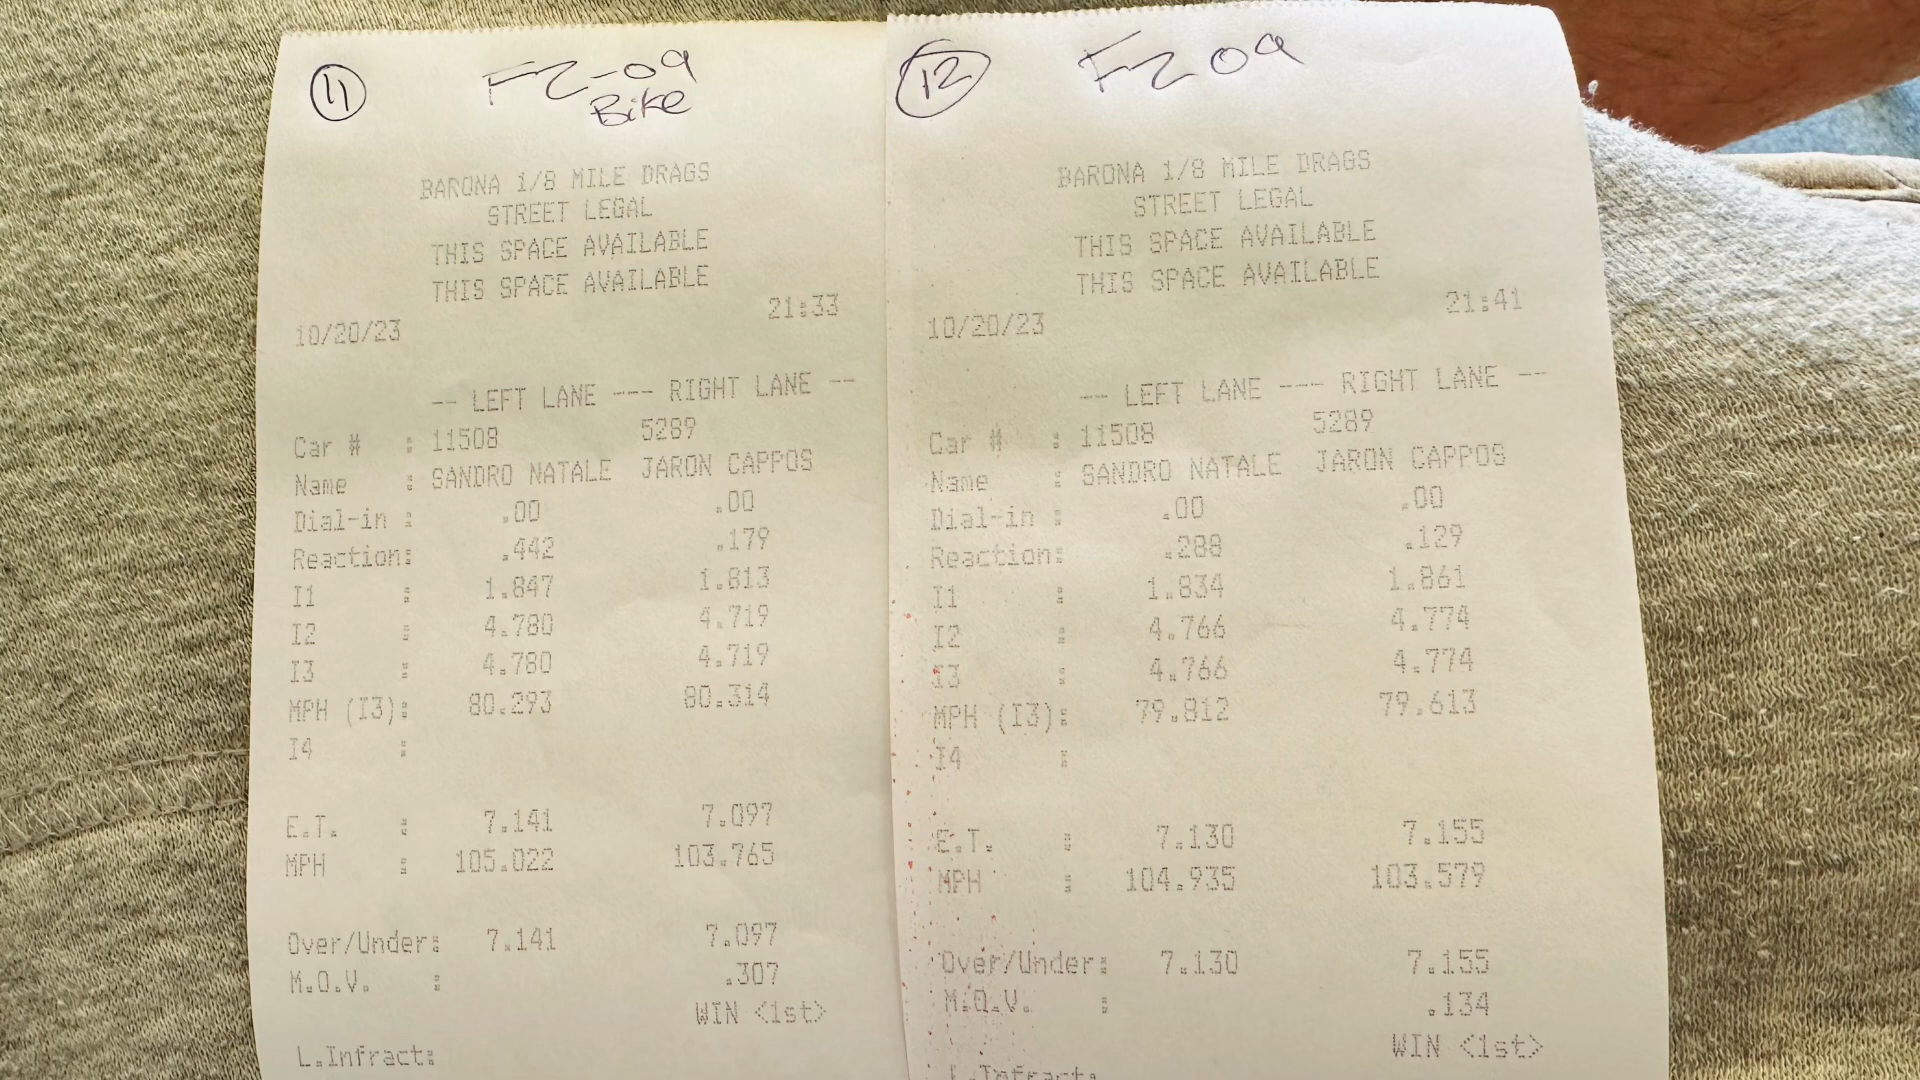 11 FZ-09
Bike
BARONA 1/8 MILE DRAGS
STREET LEGAL
THIS SPACE AVAILABLE
THIS SPACE AVAILABLE
21:33
10/20/23
-- LEFT LANE --- RIGHT LANE --
Car # : 11508 5289
Name : SANDRO NATALE JARON CAPPOS
Dial-in : .00 .00
Reaction: .442 .179
I1 : 1.847 1.813
I2 : 4.780 4.719
I3 : 4.780 4.719
MPH (I3): 80.293 80.314
I4 :
E.T. : 7.141 7.097
MPH : 105.022 103.765
Over/Under: 7.141 7.097
M.O.V. : .307
WIN <1st>
L.Infract:
12 FZ 09
BARONA 1/8 MILE DRAGS
STREET LEGAL
THIS SPACE AVAILABLE
THIS SPACE AVAILABLE
21:41
10/20/23
-- LEFT LANE --- RIGHT LANE --
Car # : 11508 5289
Name : SANDRO NATALE JARON CAPPOS
Dial-in : .00 .00
Reaction: .288 .129
I1 : 1.834 1.861
I2 : 4.766 4.774
I3 : 4.766 4.774
MPH (I3): 79.812 79.613
I4 :
E.T. : 7.130 7.155
MPH : 104.935 103.579
Over/Under: 7.130 7.155
M.O.V. : .134
WIN <1st>
L.Infract: